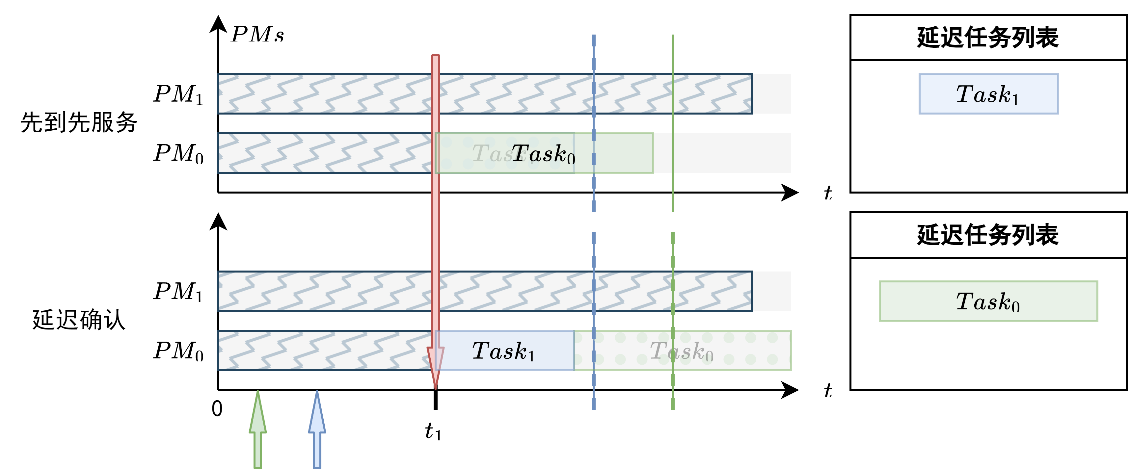 PMs
延迟任务列表
PM₁
Task₁
先到先服务
PM₀
Task₀
t
延迟任务列表
PM₁
Task₀
延迟确认
PM₀
Task₁
Task₀
t
0
t₁